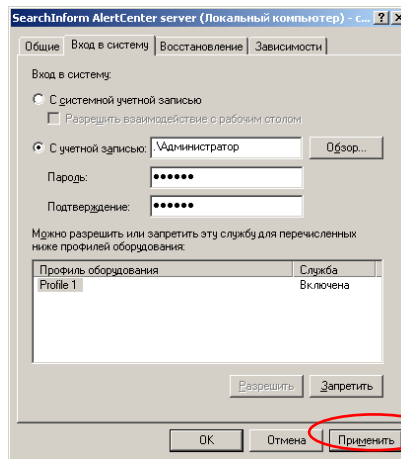 SearchInform AlertCenter server (Локальный компьютер) - с...
Общие Вход в систему Восстановление Зависимости
Вход в систему:
С системной учетной записью
Разрешить взаимодействие с рабочим столом
С учетной записью: .\Администратор Обзор...
Пароль: ●●●●●●
Подтверждение: ●●●●●●
Можно разрешить или запретить эту службу для перечисленных
ниже профилей оборудования:
Профиль оборудования Служба
Profile 1 Включена
Разрешить Запретить
ОК Отмена Применить